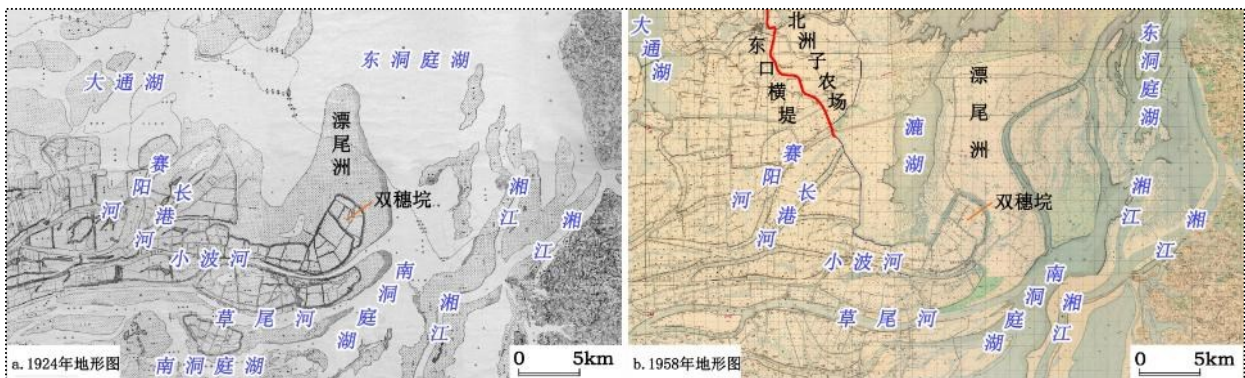 大通湖
东洞庭湖
漂尾洲
赛阳河
长港河
双穗垸
湘江
湘江
小波河
南洞庭湖
草尾河
湘江
南洞庭湖
a.1924年地形图
0 5km
大通湖
北洲子农场
东口横堤
漂尾洲
东洞庭湖
漉湖
赛阳河
长港河
双穗垸
湘江
湘江
小波河
南洞庭湖
湘江
草尾河
b.1958年地形图
0 5km